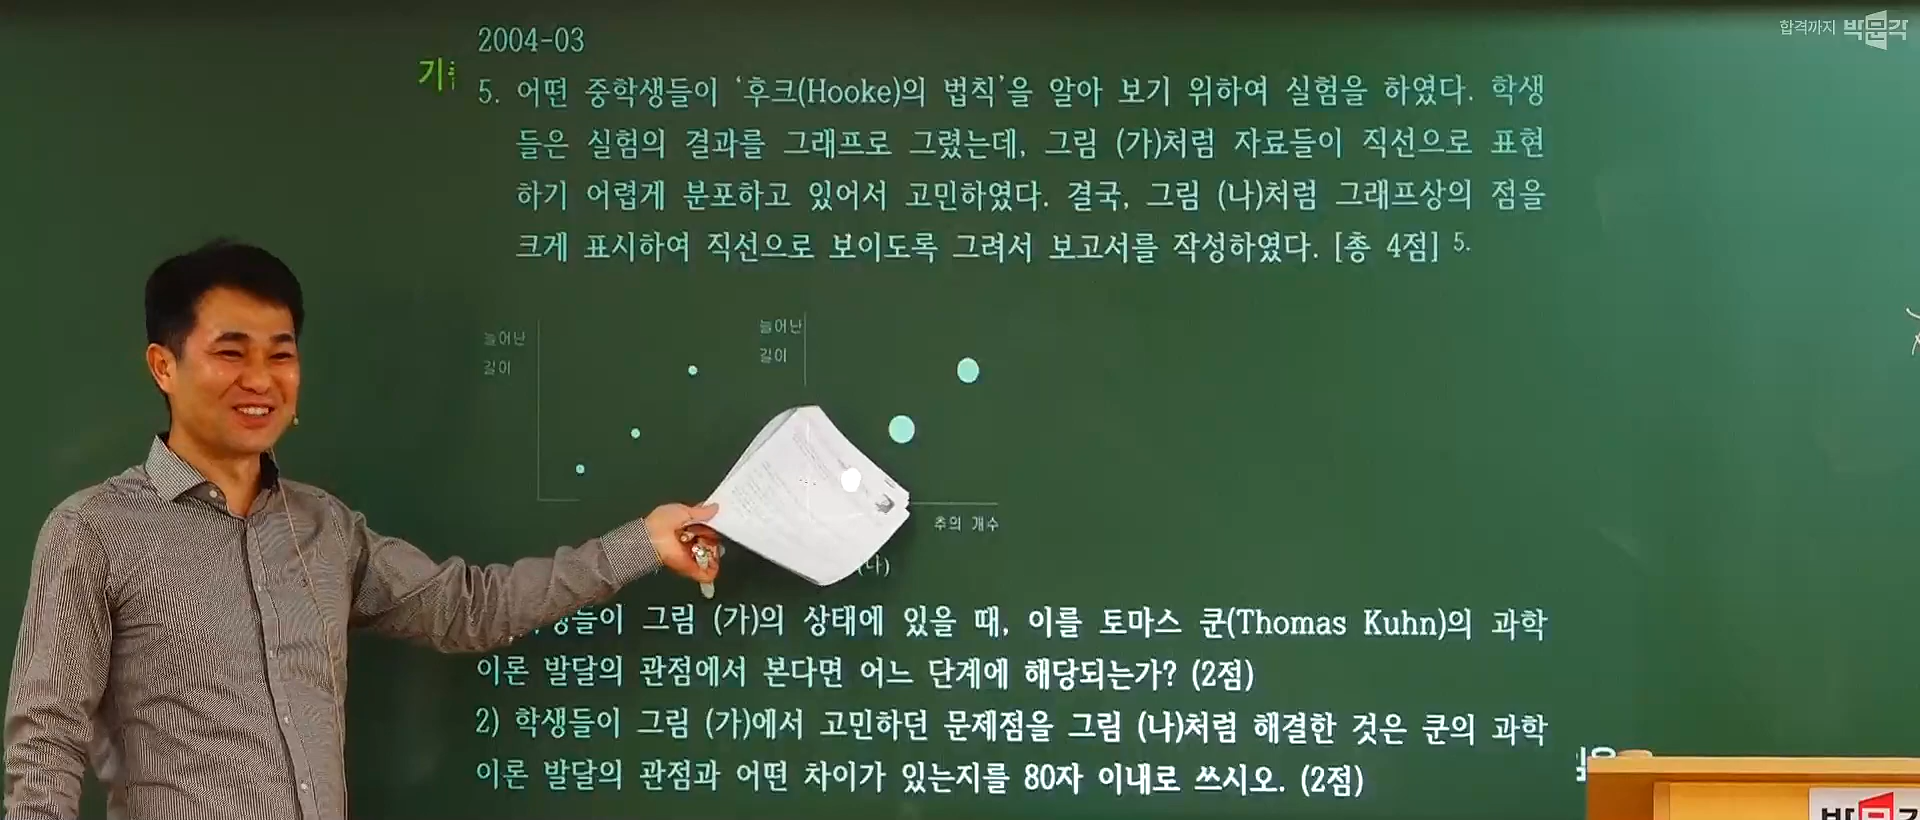 합격까지 박문각
2004-03
5. 어떤 중학생들이 '후크(Hooke)의 법칙'을 알아 보기 위하여 실험을 하였다. 학생
들은 실험의 결과를 그래프로 그렸는데, 그림 (가)처럼 자료들이 직선으로 표현
하기 어렵게 분포하고 있어서 고민하였다. 결국, 그림 (나)처럼 그래프상의 점을
크게 표시하여 직선으로 보이도록 그려서 보고서를 작성하였다. [총 4점] 5.
늘어난
길이
늘어난
길이
추의 개수
(나)
그림 (가)의 상태에 있을 때, 이를 토마스 쿤(Thomas Kuhn)의 과학
이론 발달의 관점에서 본다면 어느 단계에 해당되는가? (2점)
2) 학생들이 그림 (가)에서 고민하던 문제점을 그림 (나)처럼 해결한 것은 쿤의 과학
이론 발달의 관점과 어떤 차이가 있는지를 80자 이내로 쓰시오. (2점)